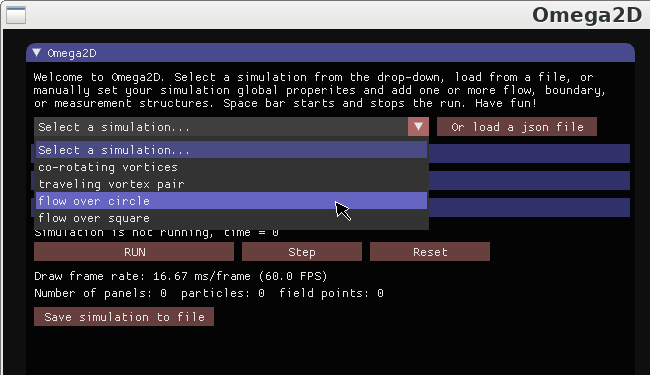 Omega2D
Omega2D
Welcome to Omega2D. Select a simulation from the drop-down, load from a file, or
manually set your simulation global properites and add one or more flow, boundary,
or measurement structures. Space bar starts and stops the run. Have fun!
Select a simulation... Or load a json file
Select a simulation...
co-rotating vortices
traveling vortex pair
flow over circle
flow over square
Simulation is not running, time = 0
RUN Step Reset
Draw frame rate: 16.67 ms/frame (60.0 FPS)
Number of panels: 0 particles: 0 field points: 0
Save simulation to file